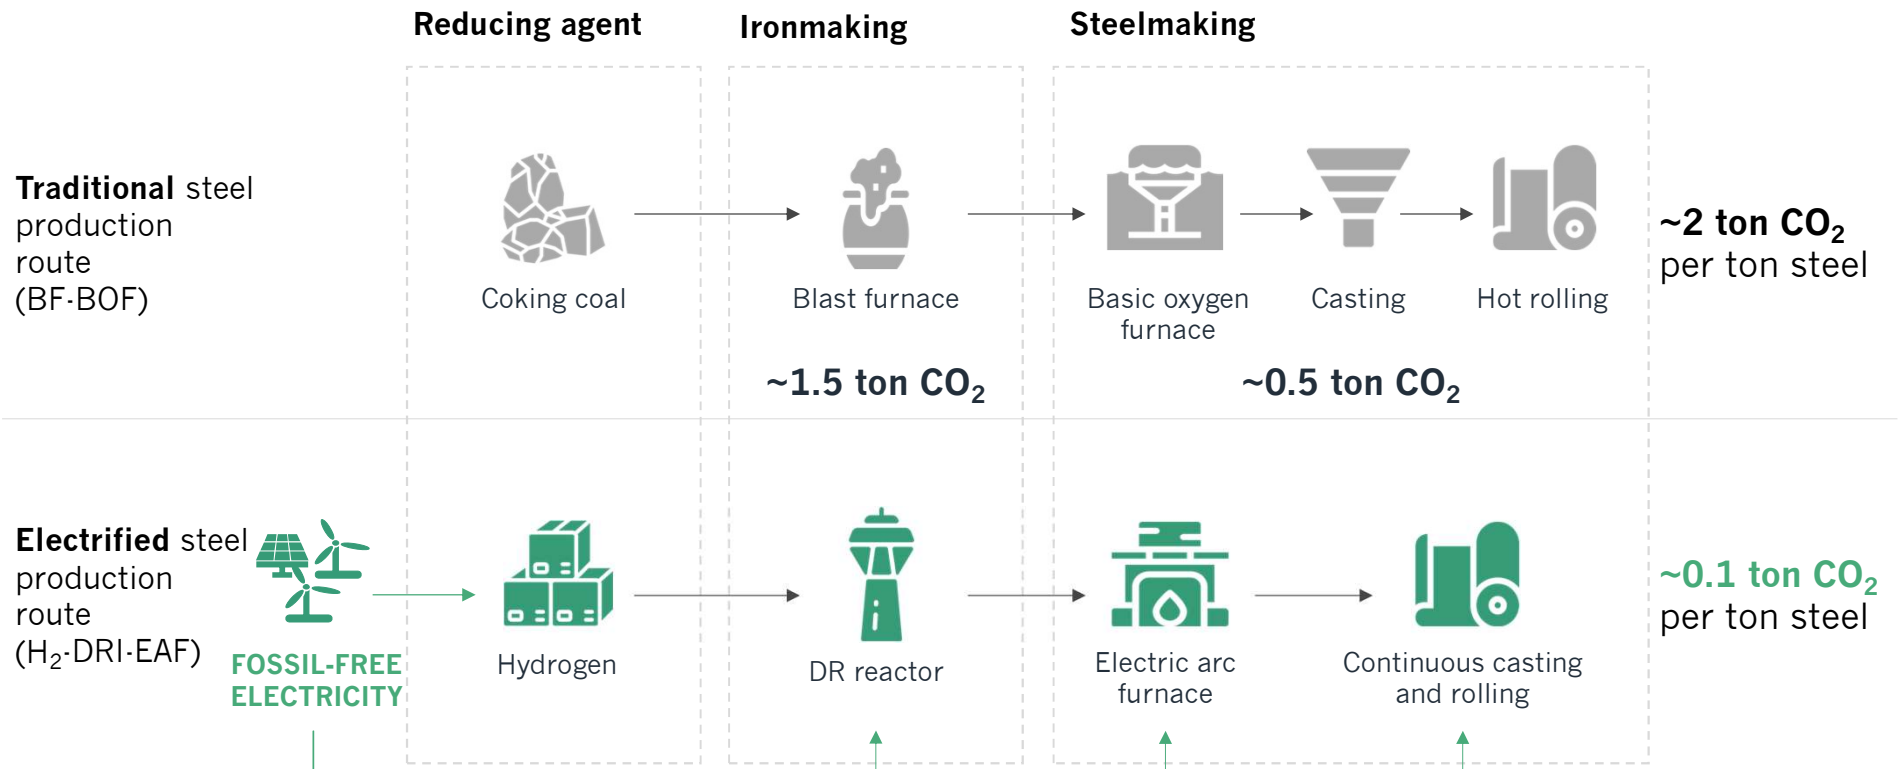 Reducing agent
Ironmaking
Steelmaking
Traditional steel
production
route
(BF-BOF)
Coking coal
Blast furnace
Basic oxygen
furnace
Casting
Hot rolling
~2 ton CO₂
per ton steel
~1.5 ton CO₂
~0.5 ton CO₂
Electrified steel
production
route
(H₂-DRI-EAF)
FOSSIL-FREE
ELECTRICITY
Hydrogen
DR reactor
Electric arc
furnace
Continuous casting
and rolling
~0.1 ton CO₂
per ton steel